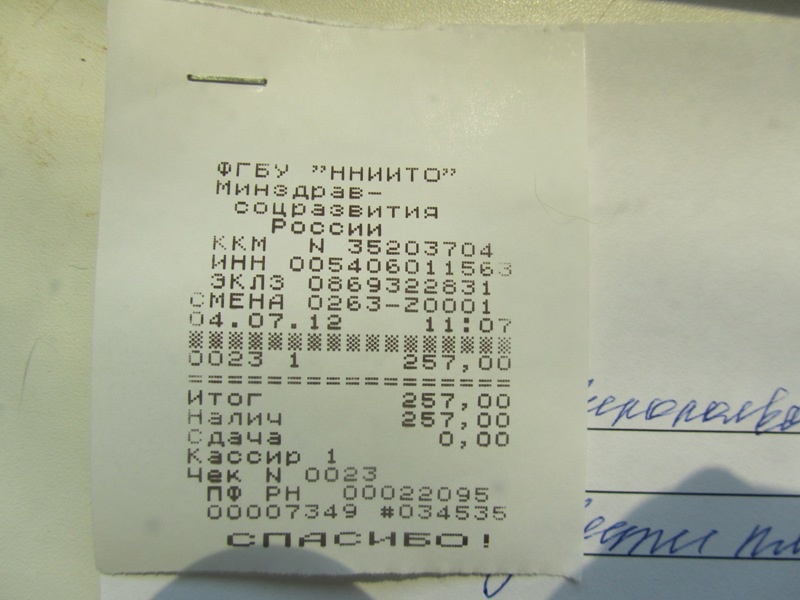 ФГБУ "ННИИТО"
Минздрав-
соцразвития
России
ККМ N 35203704
ИНН 005406011563
ЭКЛЗ 0869322831
СМЕНА 0263-Z0001
04.07.12 11:07
0023 1 257,00
================
Итог 257,00
Налич 257,00
Сдача 0,00
Кассир 1
Чек N 0023
ПФ РН 00022095
00007349 #034535
СПАСИБО!